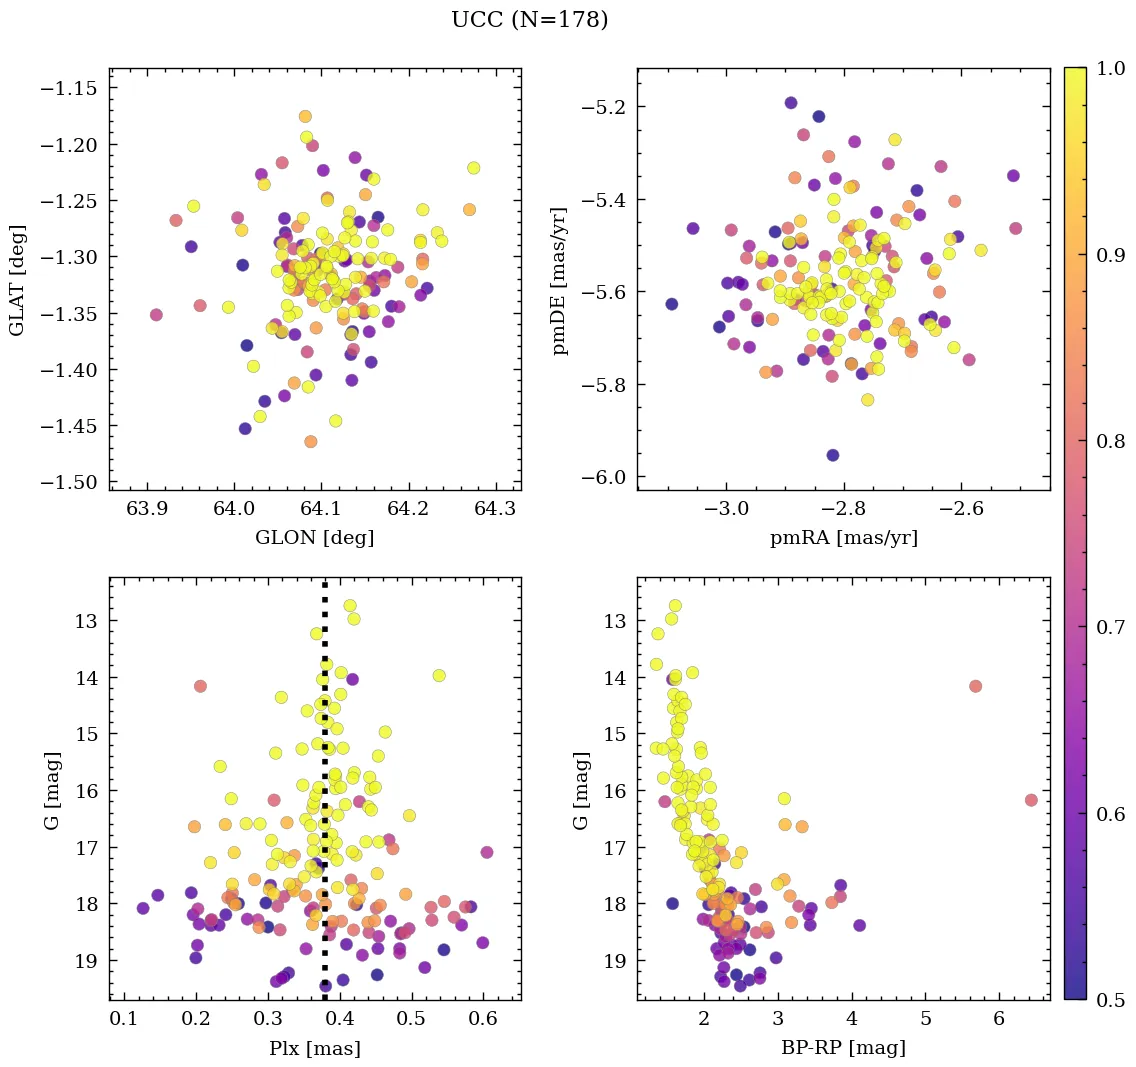 UCC (N=178)
−1.15
−1.20
−1.25
−1.30
−1.35
−1.40
−1.45
−1.50
GLAT [deg]
63.9 64.0 64.1 64.2 64.3
GLON [deg]
−5.2
−5.4
−5.6
−5.8
−6.0
pmDE [mas/yr]
−3.0 −2.8 −2.6
pmRA [mas/yr]
13
14
15
16
17
18
19
G [mag]
0.1 0.2 0.3 0.4 0.5 0.6
Plx [mas]
13
14
15
16
17
18
19
G [mag]
2 3 4 5 6
BP-RP [mag]
1.0
0.9
0.8
0.7
0.6
0.5